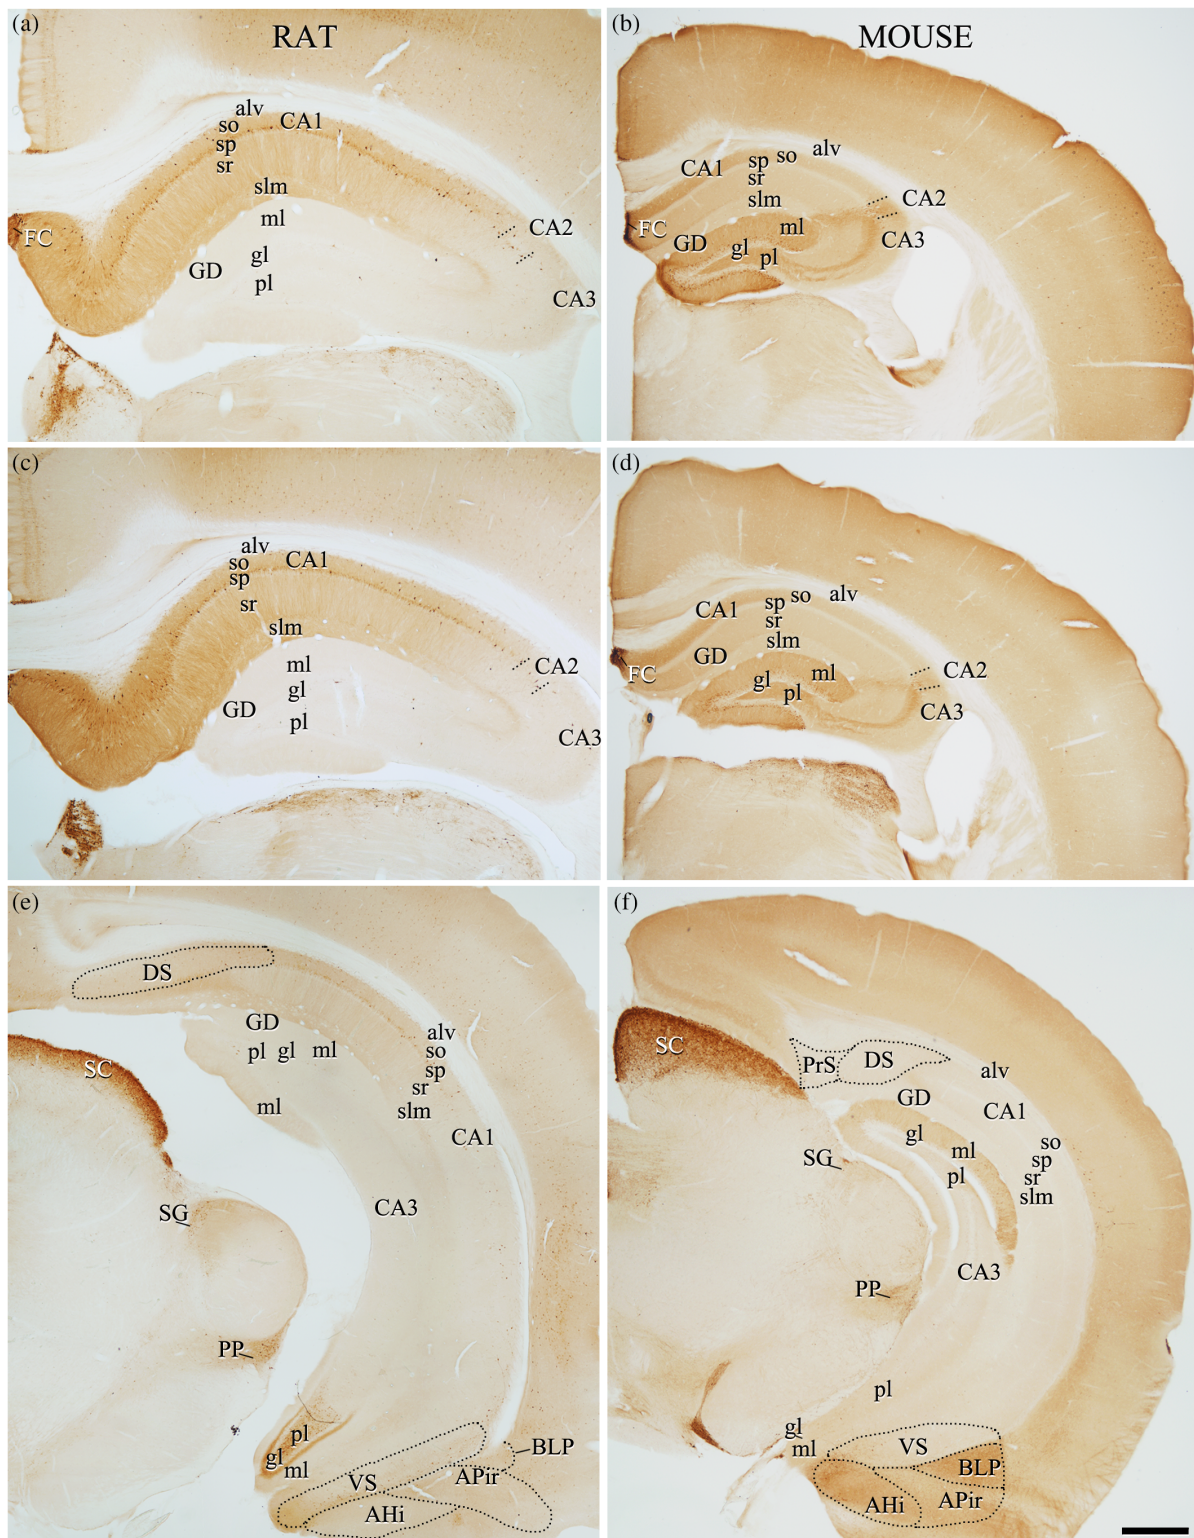 (a)
RAT
alv
so
CA1
sp
sr
slm
ml
CA2
FC
gl
GD
pl
CA3
(b)
MOUSE
alv
so
sp
CA1
sr
slm
CA2
ml
FC
GD
gl
pl
CA3
(c)
alv
so
CA1
sp
sr
slm
ml
CA2
gl
GD
pl
CA3
(d)
so
alv
sp
CA1
sr
slm
GD
ml
CA2
FC
gl
pl
CA3
(e)
DS
GD
alv
pl gl ml
so
SC
sp
sr
ml
slm
CA1
CA3
SG
PP
pl
gl
ml
BLP
VS
APir
AHi
(f)
SC
PrS
DS
alv
GD
CA1
gl
ml
so
SG
pl
sp
sr
slm
CA3
PP
pl
gl
ml
VS
BLP
AHi
APir